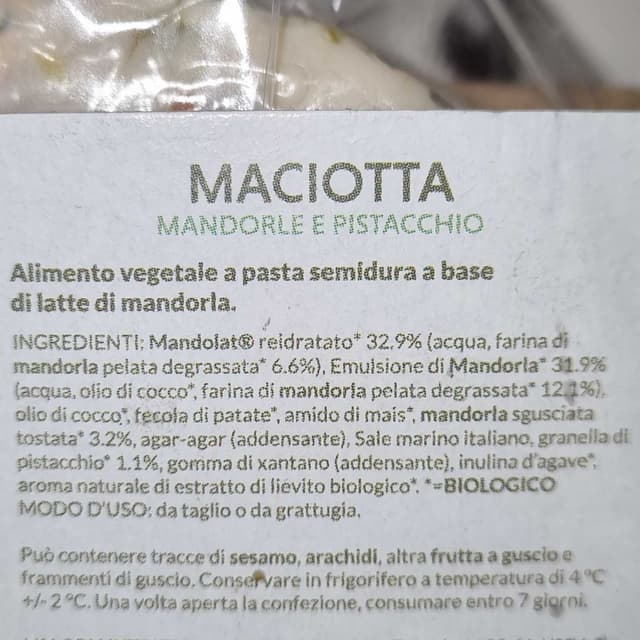 MACIOTTA
MANDORLE E PISTACCHIO
Alimento vegetale a pasta semidura a base
di latte di mandorla.
INGREDIENTI: Mandolat® reidratato* 32.9% (acqua, farina di
mandorla pelata degrassata* 6.6%), Emulsione di Mandorla* 31.9%
(acqua, olio di cocco*, farina di mandorla pelata degrassata* 12.1%),
olio di cocco*, fecola di patate*, amido di mais*, mandorla sgusciata
tostata* 3.2%, agar-agar (addensante), Sale marino italiano, granella di
pistacchio* 1.1%, gomma di xantano (addensante), inulina d'agave*,
aroma naturale di estratto di lievito biologico*. *=BIOLOGICO
MODO D'USO: da taglio o da grattugia.
Può contenere tracce di sesamo, arachidi, altra frutta a guscio e
frammenti di guscio. Conservare in frigorifero a temperatura di 4 °C
+/- 2 °C. Una volta aperta la confezione, consumare entro 7 giorni.